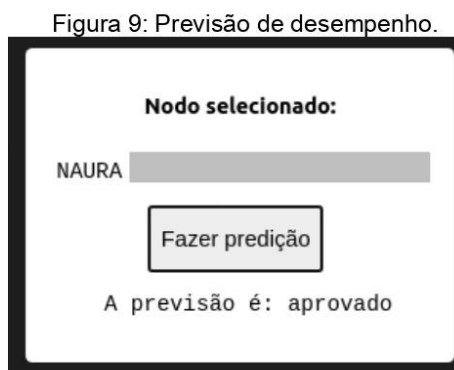 Figura 9: Previsão de desempenho.
Nodo selecionado:
NAURA
Fazer predição
A previsão é: aprovado